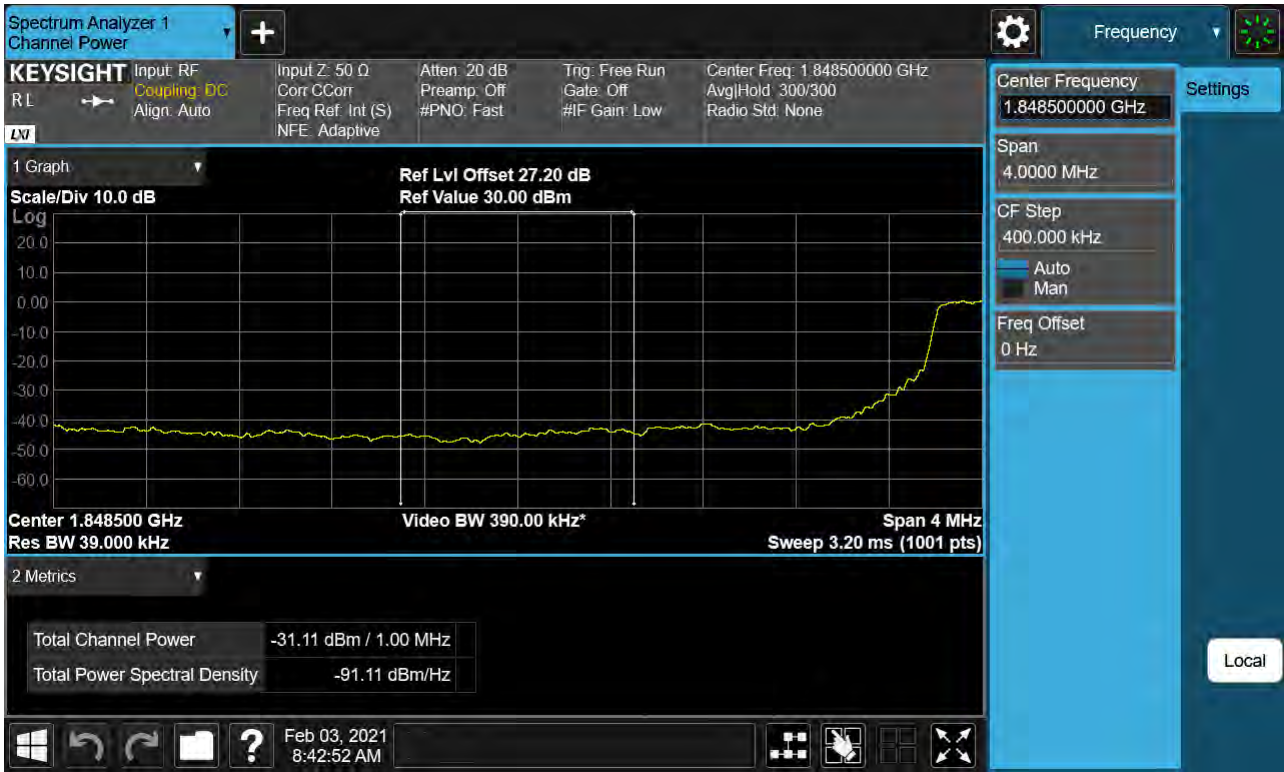 Spectrum Analyzer 1
Channel Power
+
Frequency
KEYSIGHT
RL
LXI
Input: RF
Coupling: DC
Align: Auto
Input Z: 50 Ω
Corr CCorr
Freq Ref: Int (S)
NFE: Adaptive
Atten: 20 dB
Preamp: Off
#PNO: Fast
Trig: Free Run
Gate: Off
#IF Gain: Low
Center Freq: 1.848500000 GHz
Avg|Hold: 300/300
Radio Std: None
Center Frequency
1.848500000 GHz
Settings
Span
4.0000 MHz
CF Step
400.000 kHz
Auto
Man
Freq Offset
0 Hz
1 Graph
Ref Lvl Offset 27.20 dB
Scale/Div 10.0 dB
Ref Value 30.00 dBm
Log
20.0
10.0
0.00
-10.0
-20.0
-30.0
-40.0
-50.0
-60.0
Center 1.848500 GHz
Video BW 390.00 kHz*
Span 4 MHz
Res BW 39.000 kHz
Sweep 3.20 ms (1001 pts)
2 Metrics
Total Channel Power -31.11 dBm / 1.00 MHz
Total Power Spectral Density -91.11 dBm/Hz
Local
?
Feb 03, 2021
8:42:52 AM